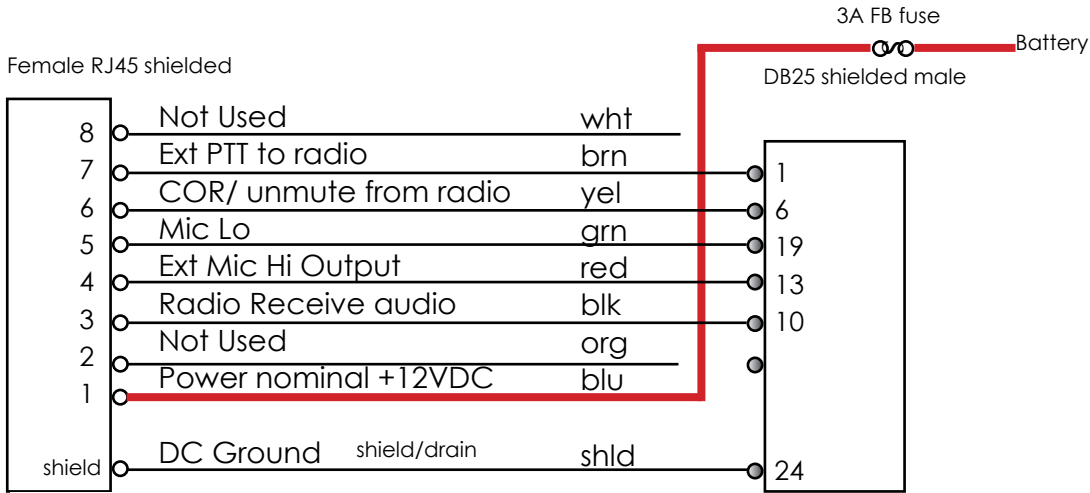 3A FB fuse
Battery
Female RJ45 shielded
DB25 shielded male
8 Not Used wht
7 Ext PTT to radio brn 1
6 COR/ unmute from radio yel 6
5 Mic Lo grn 19
4 Ext Mic Hi Output red 13
3 Radio Receive audio blk 10
2 Not Used org
1 Power nominal +12VDC blu
shield DC Ground shield/drain shld 24